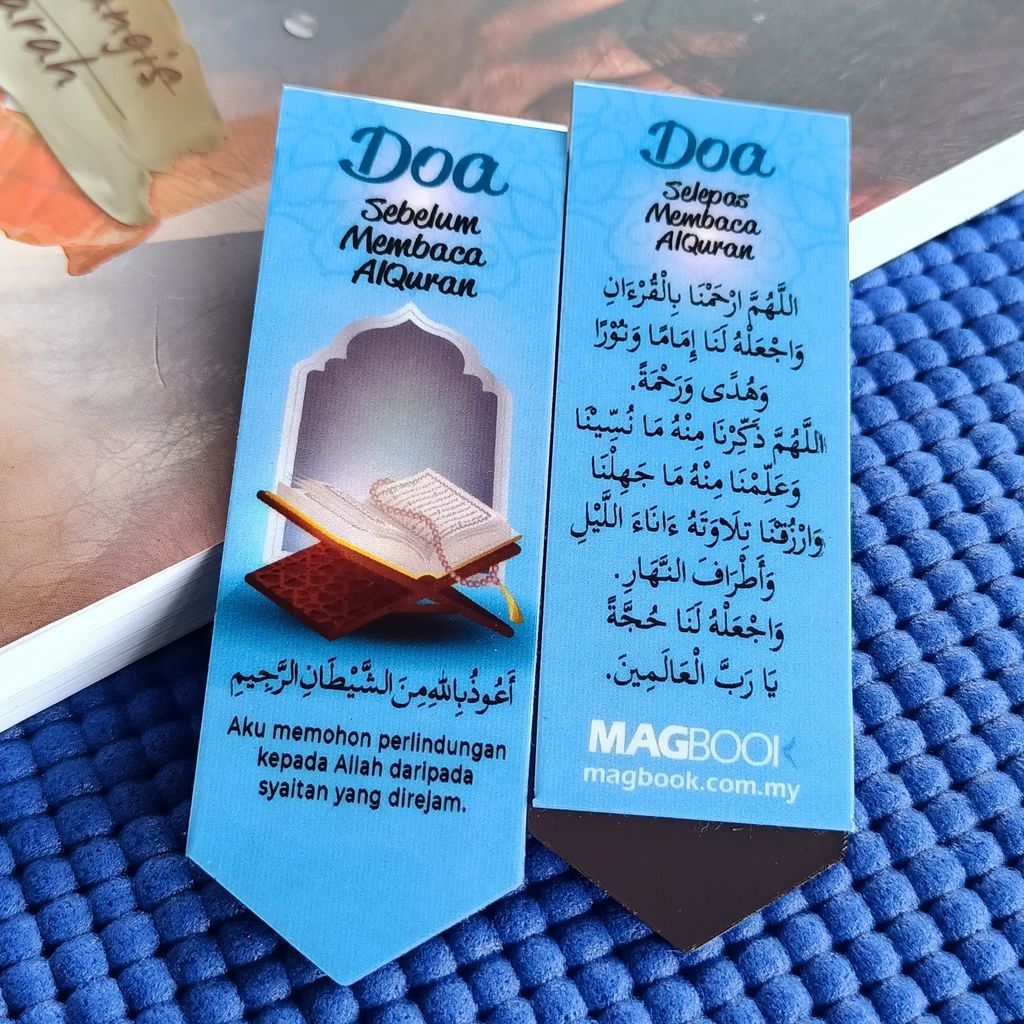 angis
arah
Doa
Sebelum
Membaca
AlQuran
أَعُوذُ بِاللهِ مِنَ الشَّيْطَانِ الرَّجِيمِ
Aku memohon perlindungan
kepada Allah daripada
syaitan yang direjam.
Doa
Selepas
Membaca
AlQuran
اللَّهُمَّ ارْحَمْنَا بِالْقُرْءَانِ
وَاجْعَلْهُ لَنَا إِمَامًا وَنُوْرًا
وَهُدًى وَرَحْمَةً.
اللَّهُمَّ ذَكِّرْنَا مِنْهُ مَا نُسِّيْنَا
وَعَلِّمْنَا مِنْهُ مَا جَهِلْنَا
وَارْزُقْنَا تِلَاوَتَهُ ءَانَاءَ اللَّيْلِ
وَأَطْرَافَ النَّهَارِ.
وَاجْعَلْهُ لَنَا حُجَّةً
يَا رَبَّ الْعَالَمِينَ.
MAGBOOK
magbook.com.my